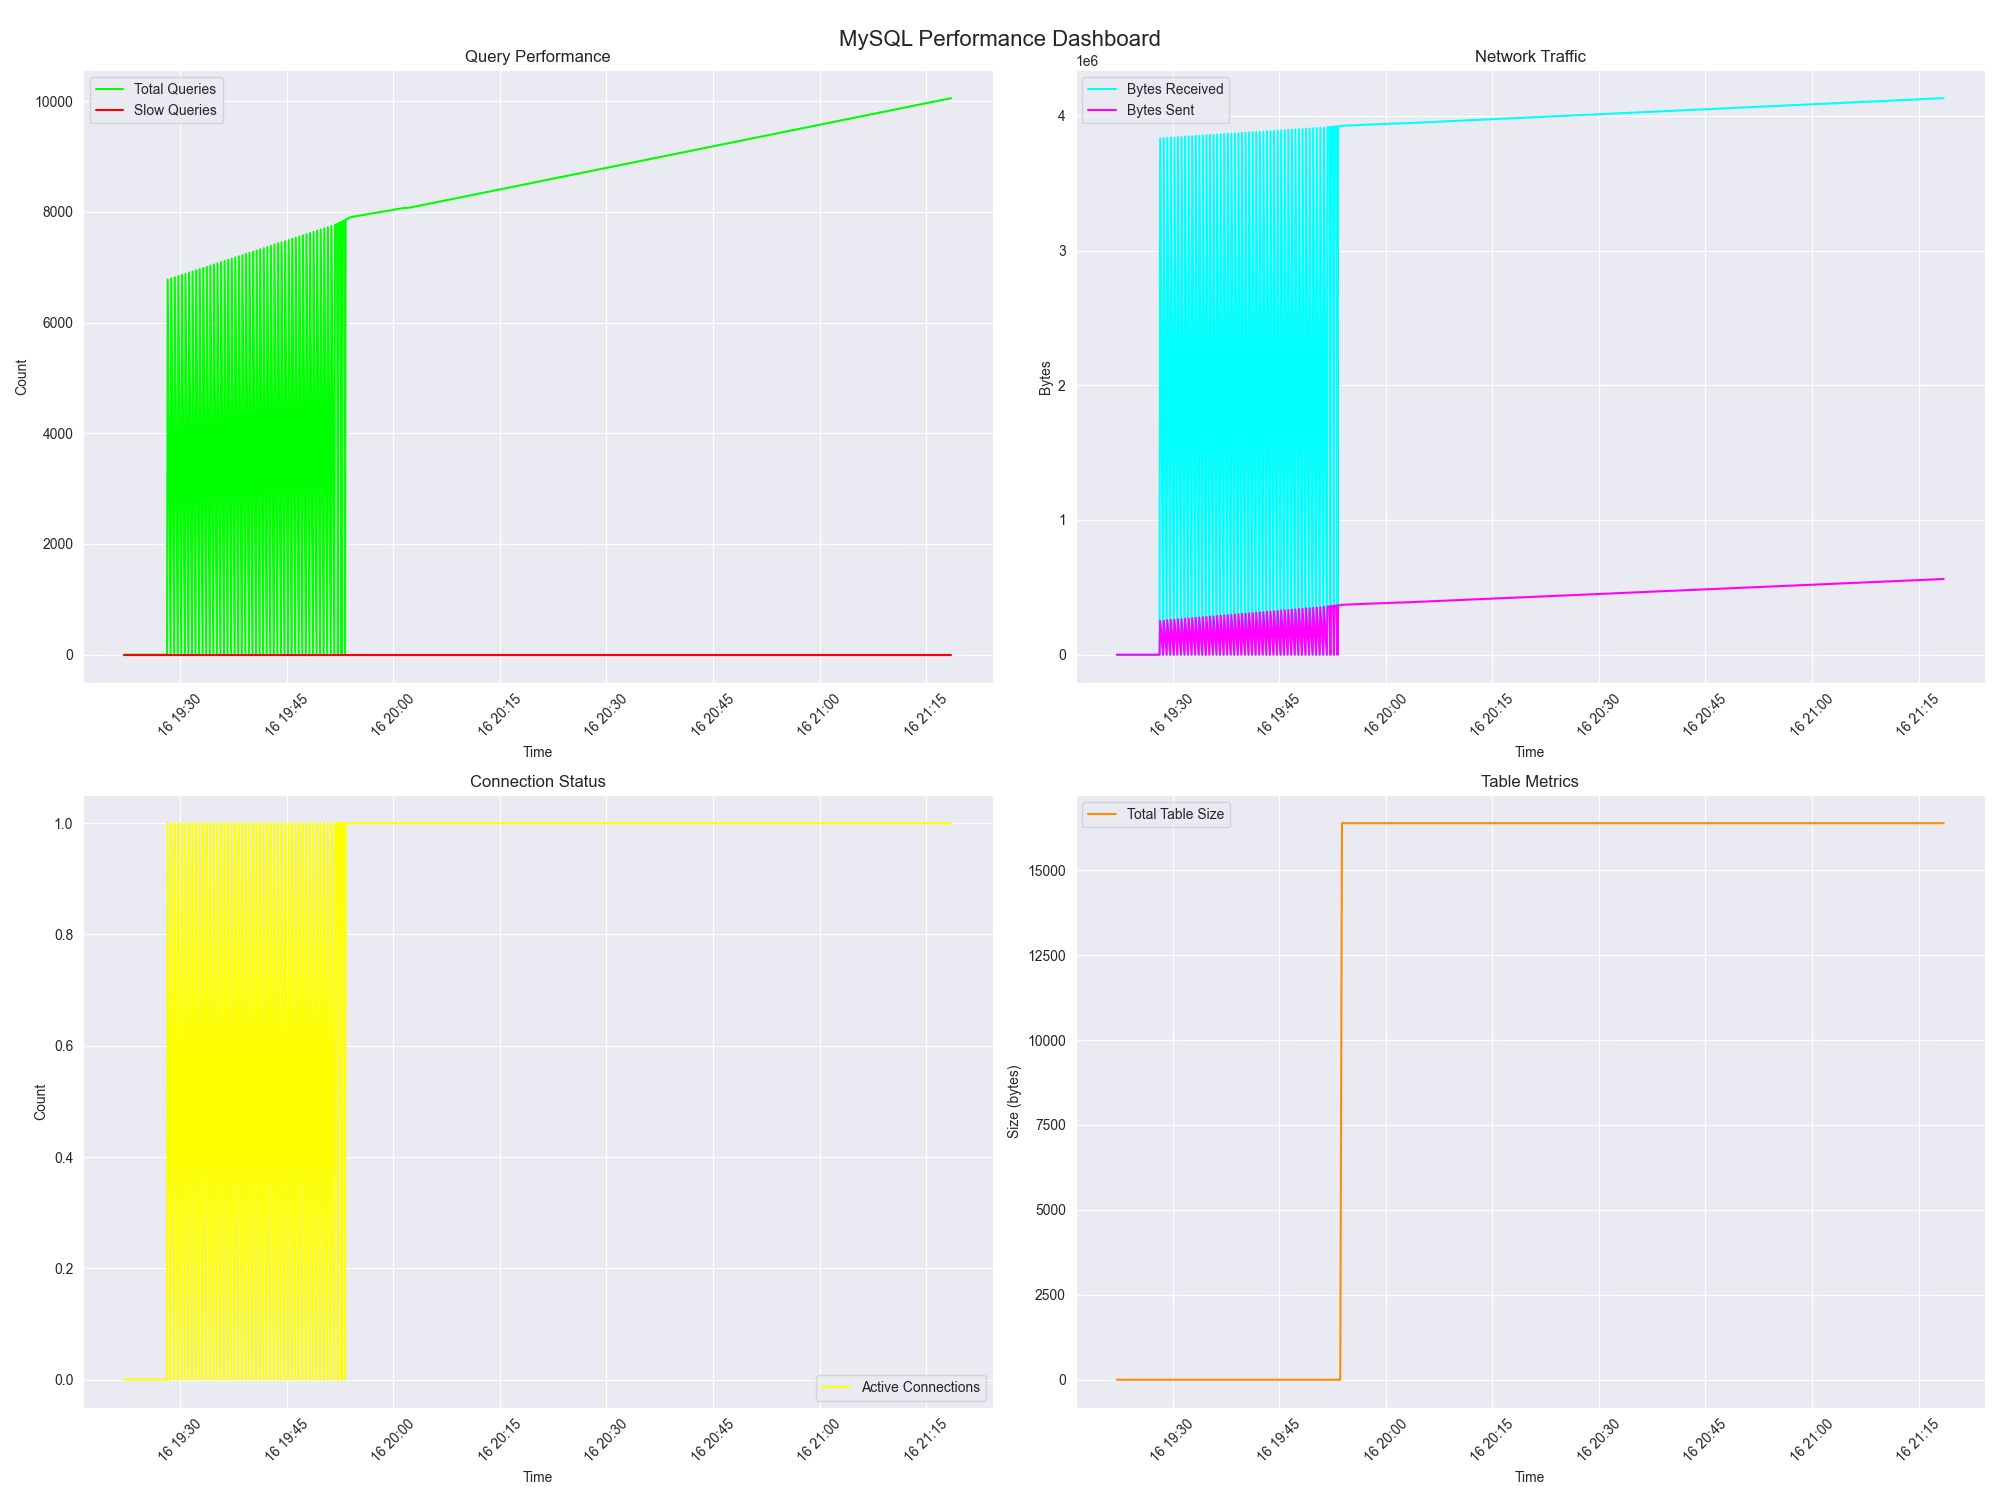 MySQL Performance Dashboard
Query Performance
Total Queries
Slow Queries
10000
8000
6000
4000
2000
0
Count
16 19:30
16 19:45
16 20:00
16 20:15
16 20:30
16 20:45
16 21:00
16 21:15
Time
Network Traffic
1e6
Bytes Received
Bytes Sent
4
3
2
1
0
Bytes
16 19:30
16 19:45
16 20:00
16 20:15
16 20:30
16 20:45
16 21:00
16 21:15
Time
Connection Status
1.0
0.8
0.6
0.4
0.2
0.0
Count
Active Connections
16 19:30
16 19:45
16 20:00
16 20:15
16 20:30
16 20:45
16 21:00
16 21:15
Time
Table Metrics
Total Table Size
15000
12500
10000
7500
5000
2500
0
Size (bytes)
16 19:30
16 19:45
16 20:00
16 20:15
16 20:30
16 20:45
16 21:00
16 21:15
Time